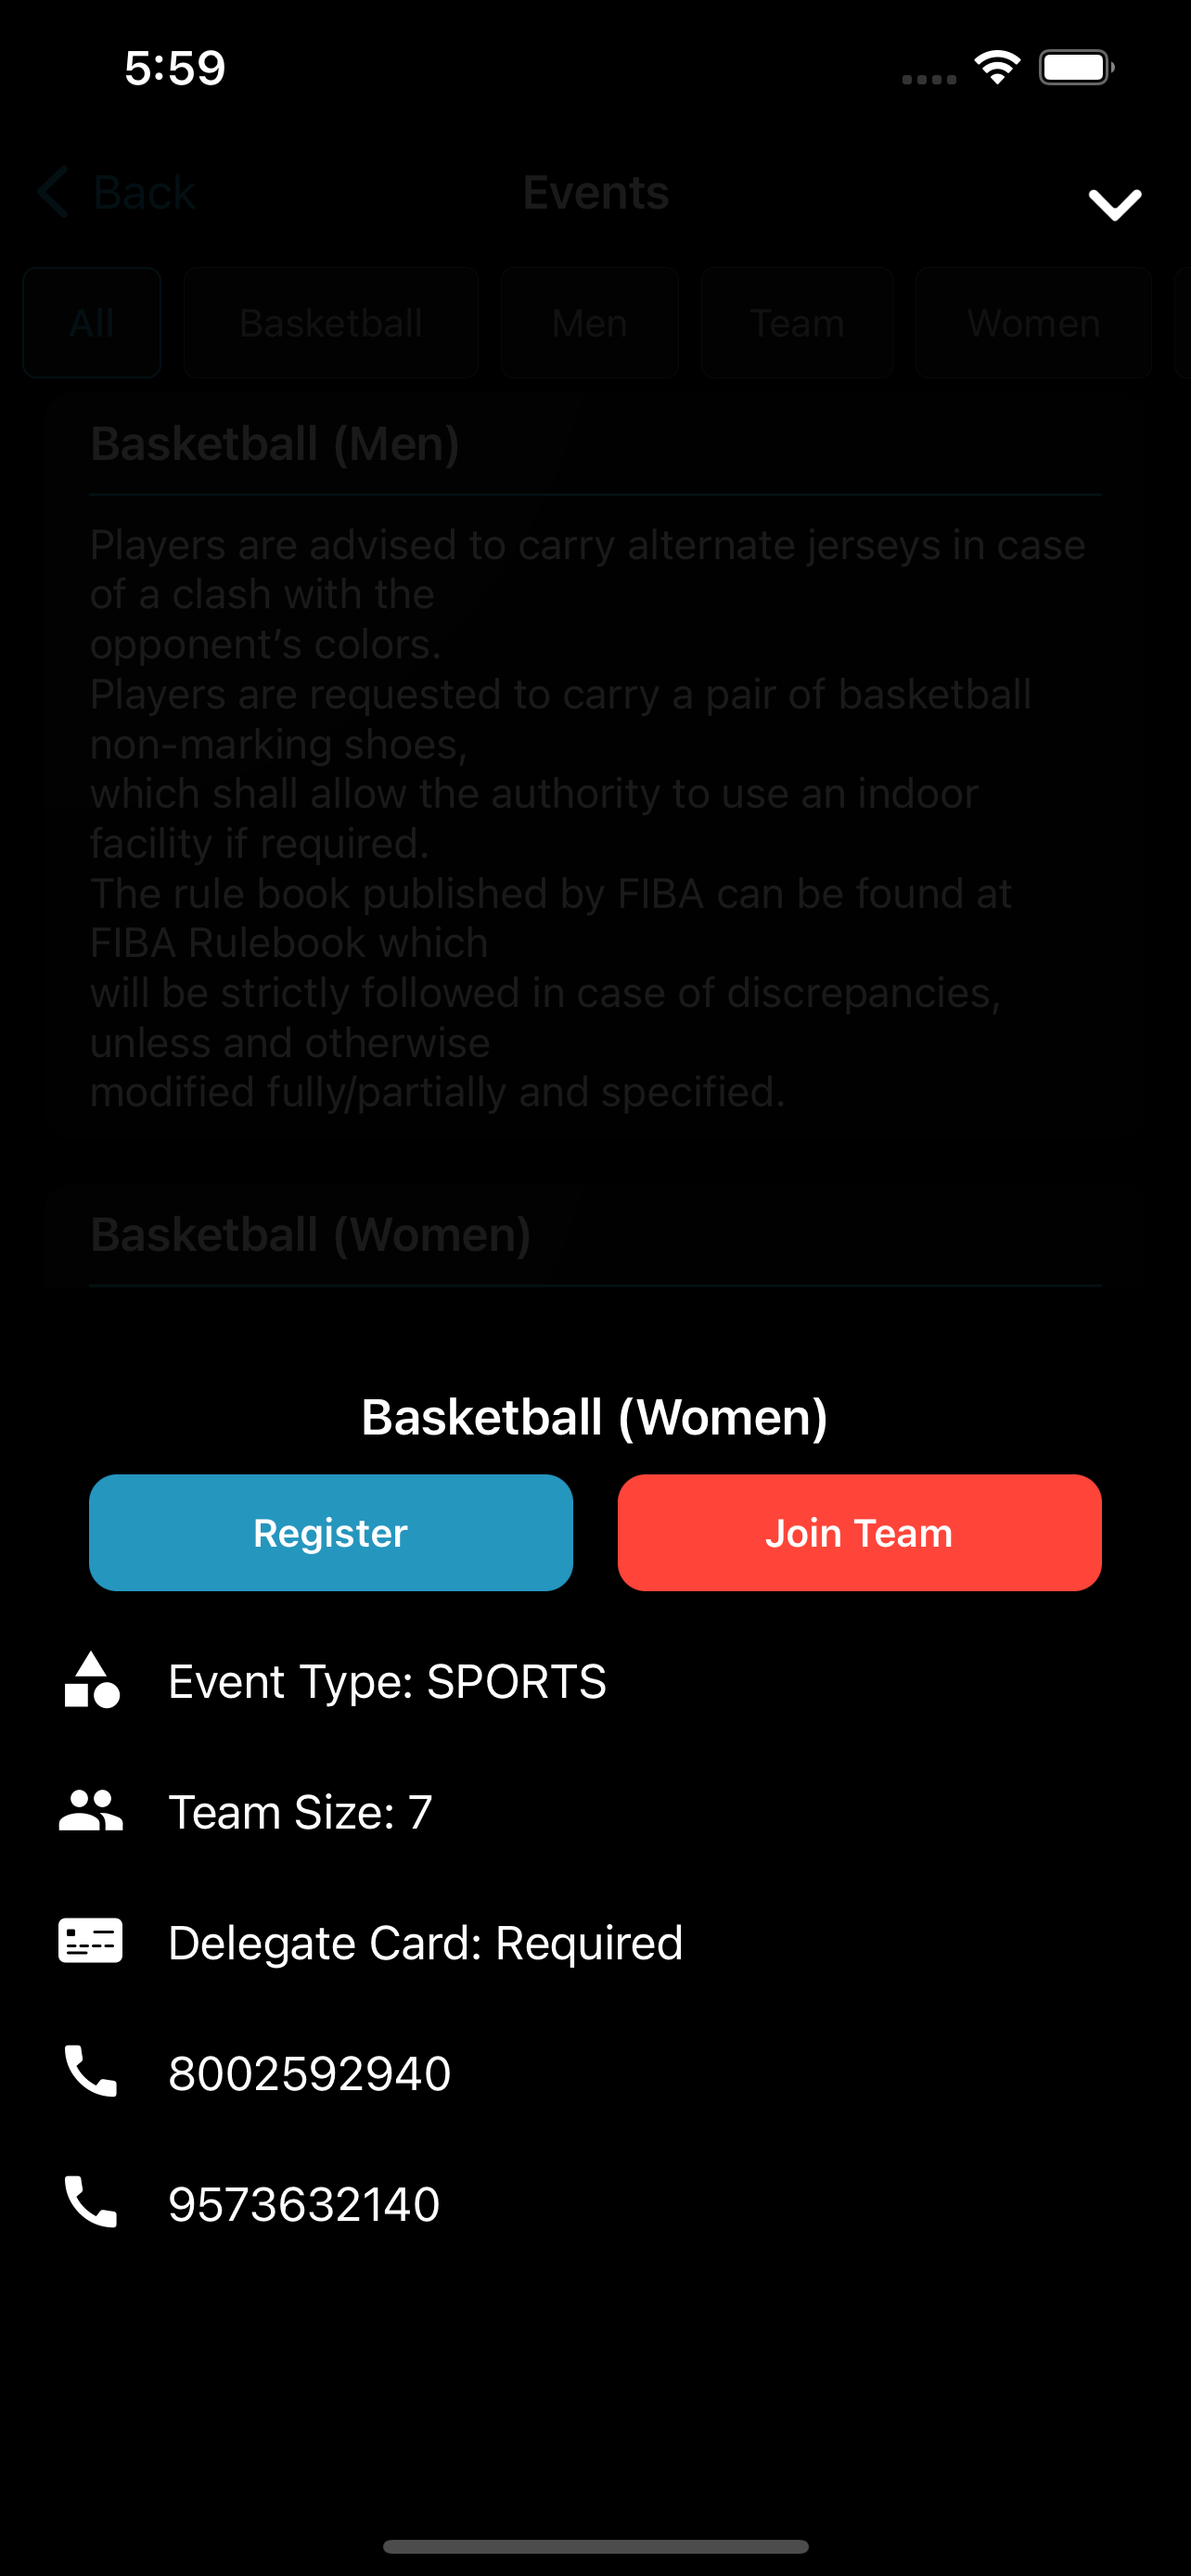 5:59
Back
Events
All
Basketball
Men
Team
Women
Basketball (Men)
Players are advised to carry alternate jerseys in case
of a clash with the
opponent’s colors.
Players are requested to carry a pair of basketball
non-marking shoes,
which shall allow the authority to use an indoor
facility if required.
The rule book published by FIBA can be found at
FIBA Rulebook which
will be strictly followed in case of discrepancies,
unless and otherwise
modified fully/partially and specified.
Basketball (Women)
Basketball (Women)
Register
Join Team
Event Type: SPORTS
Team Size: 7
Delegate Card: Required
8002592940
9573632140